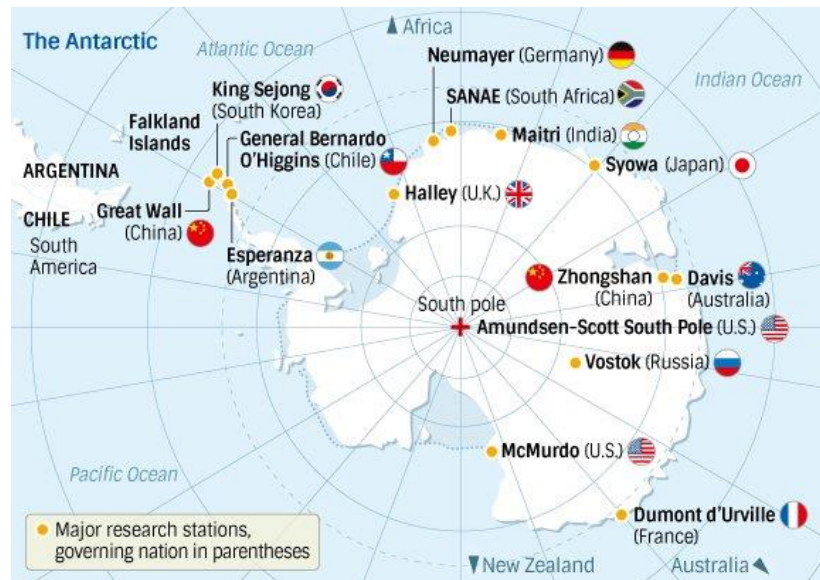 The Antarctic
Atlantic Ocean
Africa
Indian Ocean
Neumayer (Germany)
SANAE (South Africa)
Maitri (India)
Syowa (Japan)
King Sejong
(South Korea)
Falkland
Islands
General Bernardo
O'Higgins (Chile)
ARGENTINA
CHILE
South
America
Great Wall
(China)
Esperanza
(Argentina)
Halley (U.K.)
Zhongshan
(China)
Davis
(Australia)
South pole
Amundsen-Scott South Pole (U.S.)
Vostok (Russia)
McMurdo (U.S.)
Pacific Ocean
Dumont d'Urville
(France)
Major research stations,
governing nation in parentheses
New Zealand
Australia